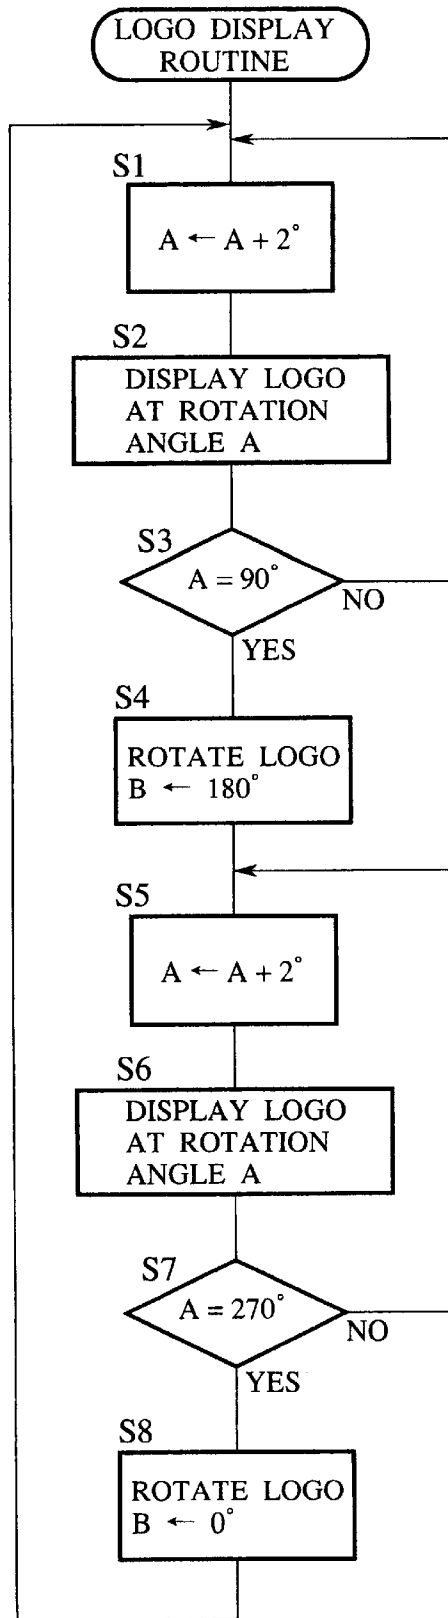 LOGO DISPLAY
ROUTINE
S1
A ← A + 2°
S2
DISPLAY LOGO
AT ROTATION
ANGLE A
S3
A = 90°
NO
YES
S4
ROTATE LOGO
B ← 180°
S5
A ← A + 2°
S6
DISPLAY LOGO
AT ROTATION
ANGLE A
S7
A = 270°
NO
YES
S8
ROTATE LOGO
B ← 0°